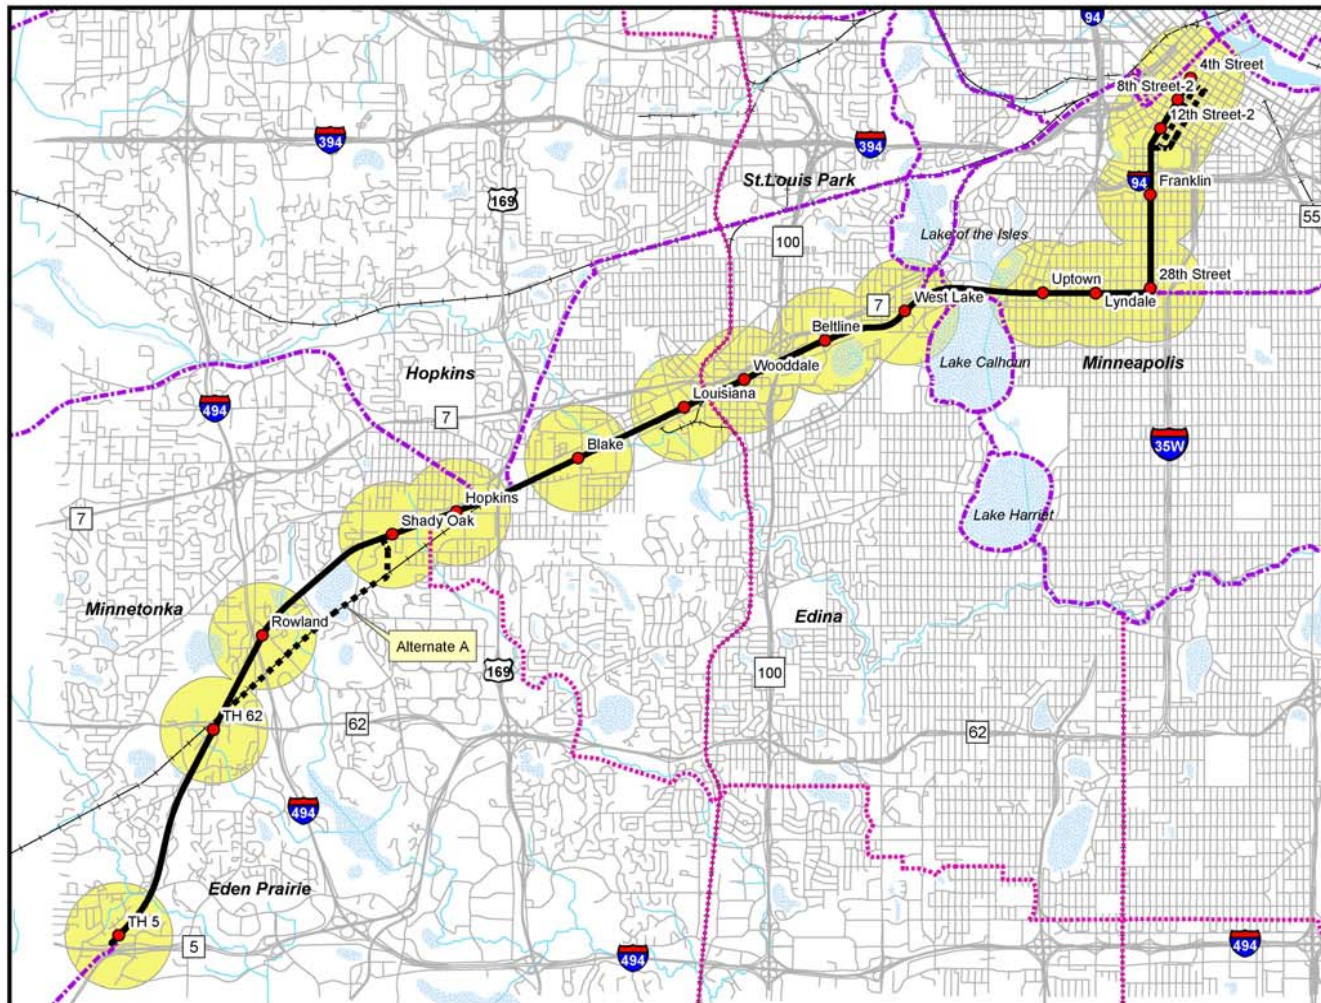 94
4th Street
8th Street-2
12th Street-2
394
394
St.Louis Park
94
Franklin
169
55
100
Lake of the Isles
28th Street
Uptown
Lyndale
7
West Lake
Beltline
Lake Calhoun
Minneapolis
Hopkins
Wooddale
494
7
Louisiana
35W
Blake
Hopkins
7
Shady Oak
Lake Harriet
Minnetonka
Rowland
Edina
Alternate A
169
100
TH 62
62
62
494
Eden Prairie
TH 5
5
494
494